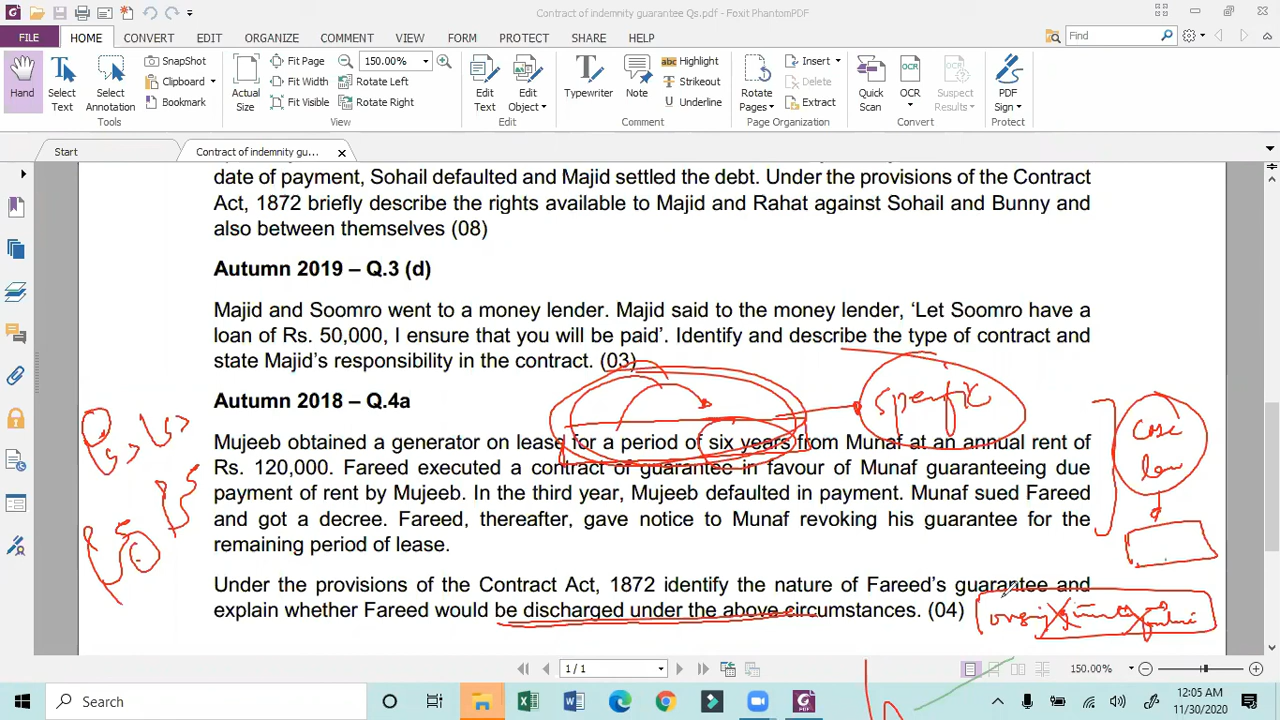 Contract of indemnity guarantee Qs.pdf - Foxit PhantomPDF
FILE HOME CONVERT EDIT ORGANIZE COMMENT VIEW FORM PROTECT SHARE HELP Find
Hand Select Text Select Annotation SnapShot Clipboard Bookmark Actual Size Fit Page Fit Width Fit Visible 150.00% Rotate Left Rotate Right Edit Text Edit Object Typewriter Note Highlight Strikeout Underline Rotate Pages Insert Delete Extract Quick Scan OCR Suspect Results PDF Sign
Tools View Edit Comment Page Organization Convert Protect
Start Contract of indemnity gu...
date of payment, Sohail defaulted and Majid settled the debt. Under the provisions of the Contract
Act, 1872 briefly describe the rights available to Majid and Rahat against Sohail and Bunny and
also between themselves (08)
Autumn 2019 – Q.3 (d)
Majid and Soomro went to a money lender. Majid said to the money lender, ‘Let Soomro have a
loan of Rs. 50,000, I ensure that you will be paid’. Identify and describe the type of contract and
state Majid’s responsibility in the contract. (03)
specific
Autumn 2018 – Q.4a
Case
law
Mujeeb obtained a generator on lease for a period of six years from Munaf at an annual rent of
Rs. 120,000. Fareed executed a contract of guarantee in favour of Munaf guaranteeing due
payment of rent by Mujeeb. In the third year, Mujeeb defaulted in payment. Munaf sued Fareed
and got a decree. Fareed, thereafter, gave notice to Munaf revoking his guarantee for the
remaining period of lease.
Under the provisions of the Contract Act, 1872 identify the nature of Fareed’s guarantee and
explain whether Fareed would be discharged under the above circumstances. (04)
1 / 1 150.00%
Search 12:05 AM
11/30/2020